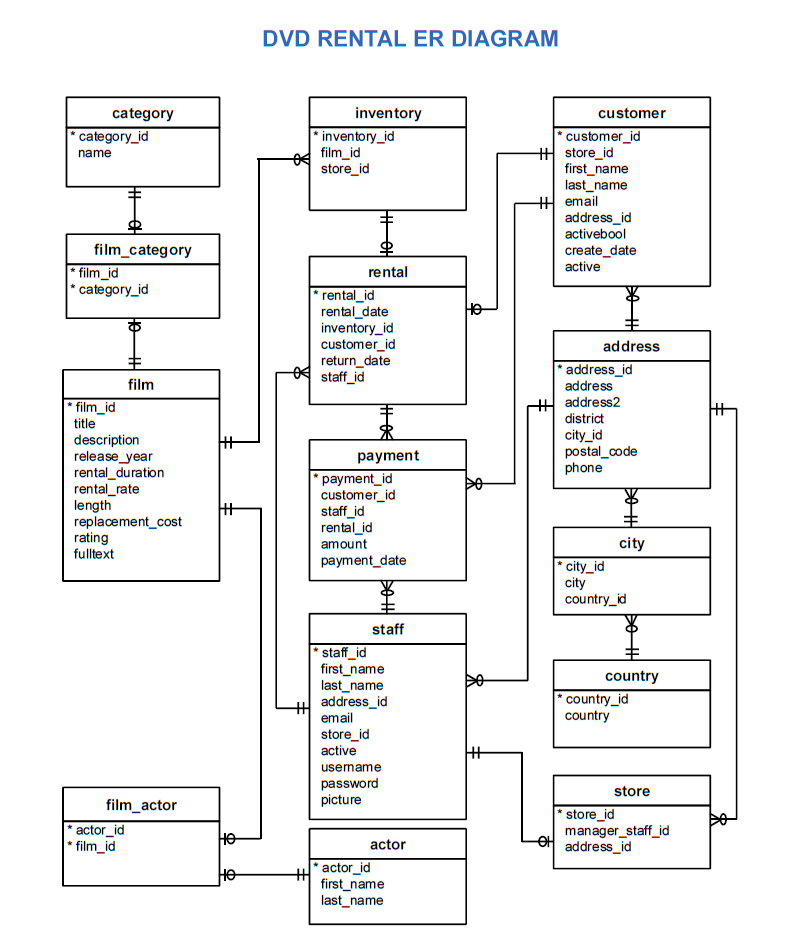 DVD RENTAL ER DIAGRAM
category
* category_id
name
film_category
* film_id
* category_id
film
* film_id
title
description
release_year
rental_duration
rental_rate
length
replacement_cost
rating
fulltext
film_actor
* actor_id
* film_id
inventory
* inventory_id
film_id
store_id
rental
* rental_id
rental_date
inventory_id
customer_id
return_date
staff_id
payment
* payment_id
customer_id
staff_id
rental_id
amount
payment_date
staff
* staff_id
first_name
last_name
address_id
email
store_id
active
username
password
picture
actor
* actor_id
first_name
last_name
customer
* customer_id
store_id
first_name
last_name
email
address_id
activebool
create_date
active
address
* address_id
address
address2
district
city_id
postal_code
phone
city
* city_id
city
country_id
country
* country_id
country
store
* store_id
manager_staff_id
address_id